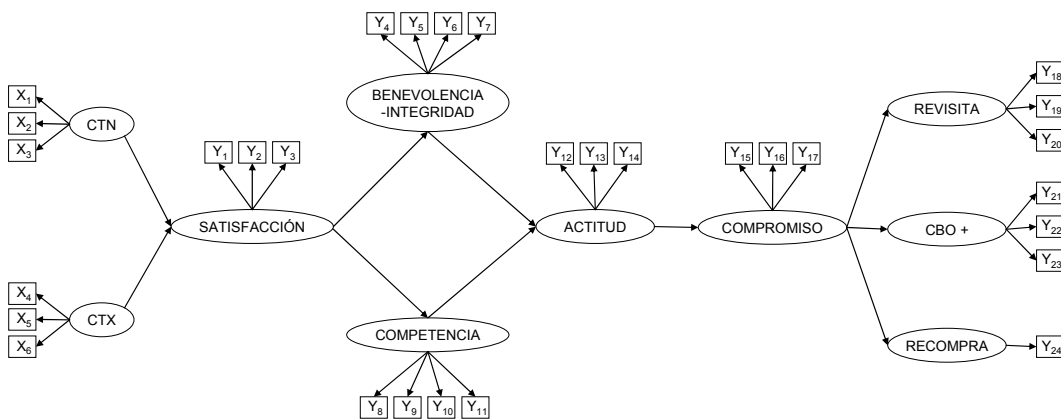 Y4 Y5 Y6 Y7
BENEVOLENCIA
-INTEGRIDAD
X1
X2
X3
CTN
Y1 Y2 Y3
SATISFACCIÓN
X4
X5
X6
CTX
COMPETENCIA
Y8 Y9 Y10 Y11
Y12 Y13 Y14
ACTITUD
Y15 Y16 Y17
COMPROMISO
REVISITA
Y18
Y19
Y20
CBO +
Y21
Y22
Y23
RECOMPRA
Y24